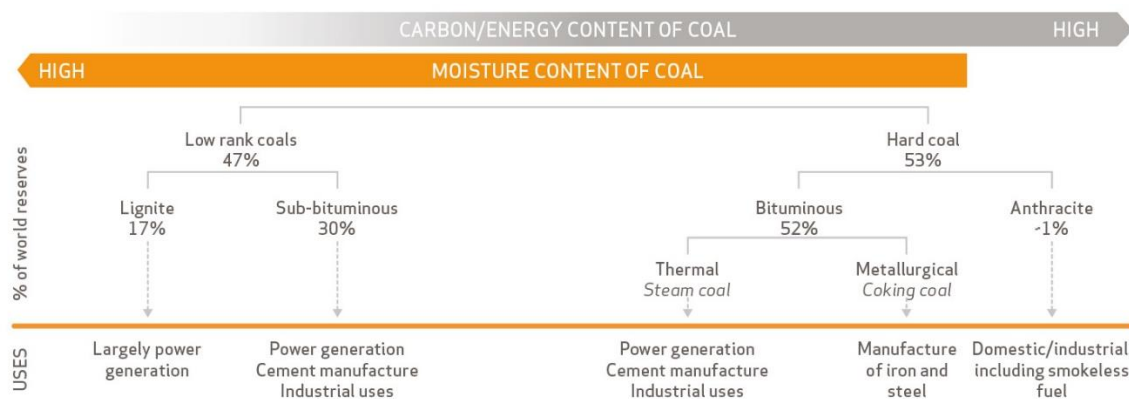 CARBON/ENERGY CONTENT OF COAL HIGH
HIGH MOISTURE CONTENT OF COAL
% of world reserves
Low rank coals
47%
Hard coal
53%
Lignite
17%
Sub-bituminous
30%
Bituminous
52%
Anthracite
-1%
Thermal
Steam coal
Metallurgical
Coking coal
USES
Largely power
generation
Power generation
Cement manufacture
Industrial uses
Power generation
Cement manufacture
Industrial uses
Manufacture
of iron and
steel
Domestic/industrial
including smokeless
fuel